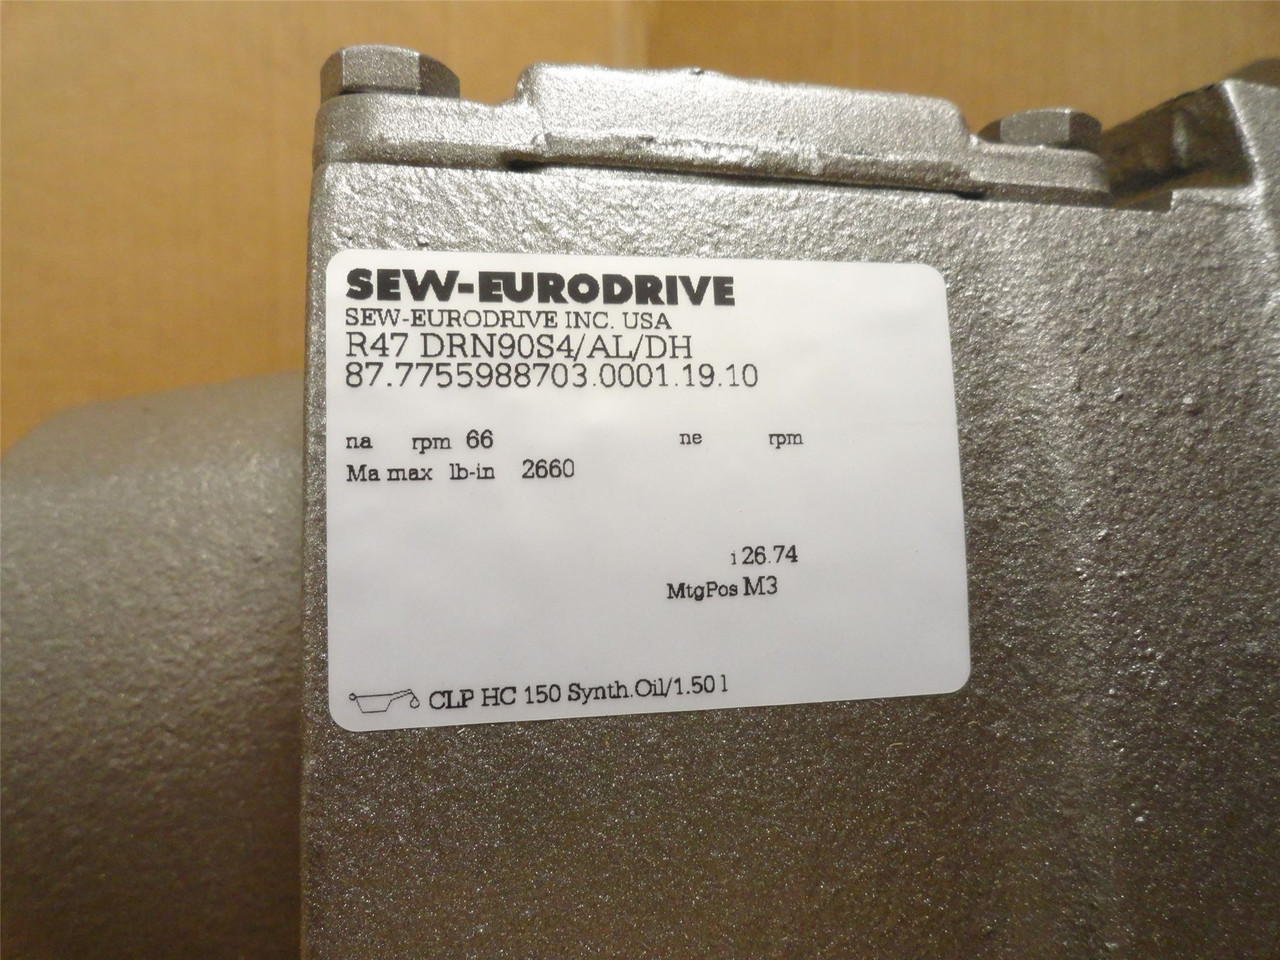 SEW-EURODRIVE
SEW-EURODRIVE INC. USA
R47 DRN90S4/AL/DH
87.7755988703.0001.19.10
na rpm 66 ne rpm
Ma max lb-in 2660
i 26.74
MtgPos M3
CLP HC 150 Synth.Oil/1.50 l